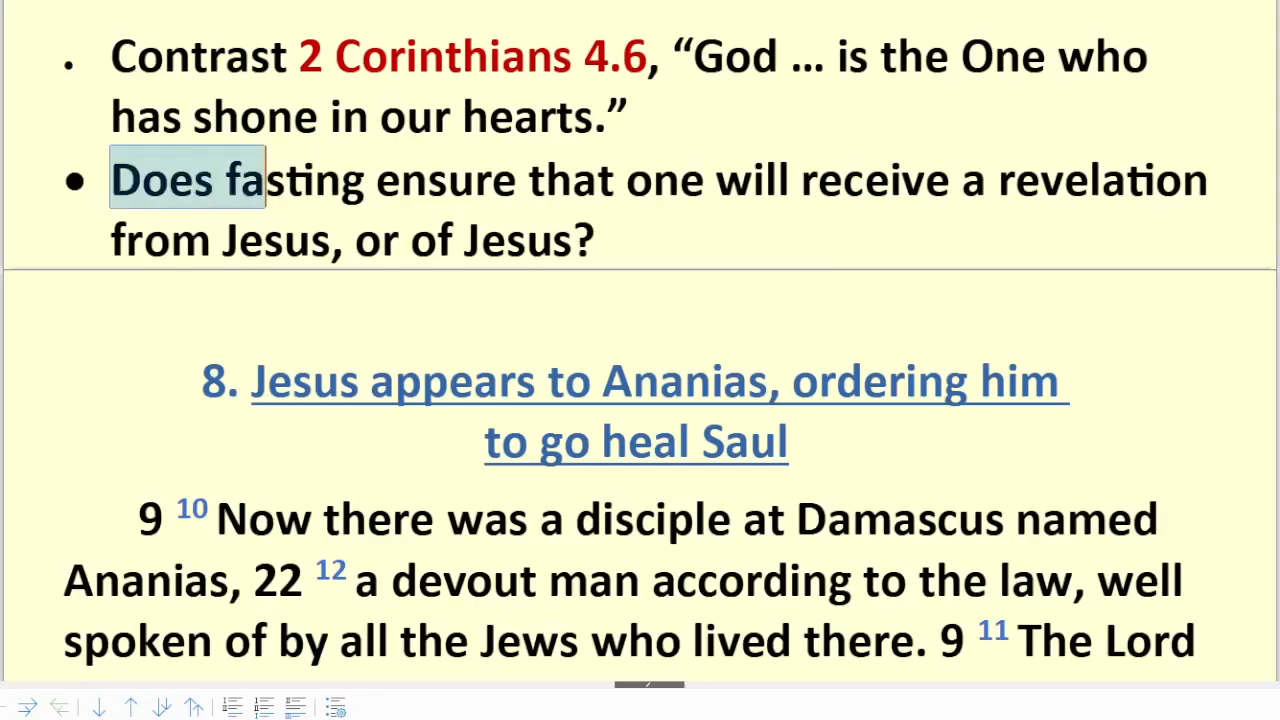 • Contrast 2 Corinthians 4.6, “God ... is the One who
has shone in our hearts.”
• Does fasting ensure that one will receive a revelation
from Jesus, or of Jesus?
8. Jesus appears to Ananias, ordering him
to go heal Saul
9 10 Now there was a disciple at Damascus named
Ananias, 22 12 a devout man according to the law, well
spoken of by all the Jews who lived there. 9 11 The Lord